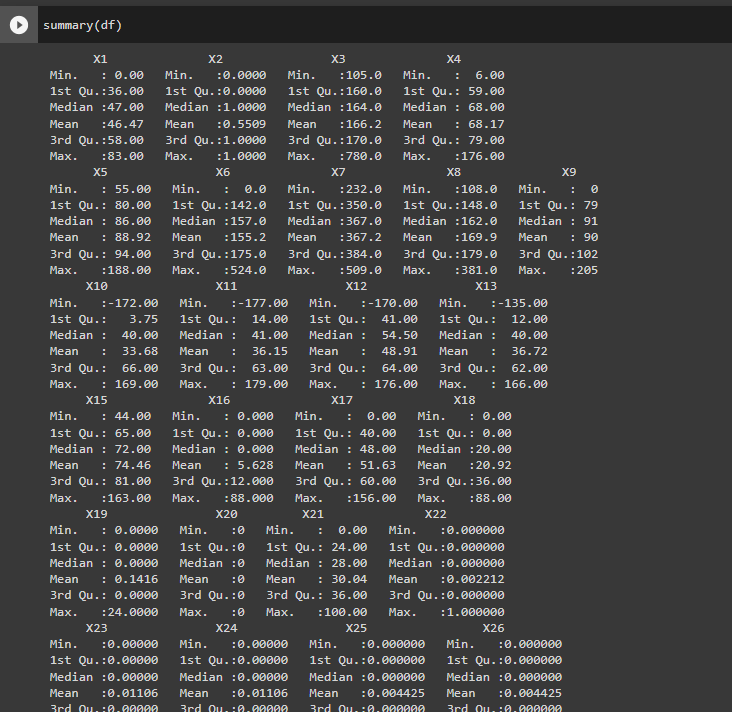 summary(df)
X1 X2 X3 X4
Min. : 0.00 Min. :0.0000 Min. :105.0 Min. : 6.00
1st Qu.:36.00 1st Qu.:0.0000 1st Qu.:160.0 1st Qu.: 59.00
Median :47.00 Median :1.0000 Median :164.0 Median : 68.00
Mean :46.47 Mean :0.5509 Mean :166.2 Mean : 68.17
3rd Qu.:58.00 3rd Qu.:1.0000 3rd Qu.:170.0 3rd Qu.: 79.00
Max. :83.00 Max. :1.0000 Max. :780.0 Max. :176.00
X5 X6 X7 X8 X9
Min. : 55.00 Min. : 0.0 Min. :232.0 Min. :108.0 Min. : 0
1st Qu.: 80.00 1st Qu.:142.0 1st Qu.:350.0 1st Qu.:148.0 1st Qu.: 79
Median : 86.00 Median :157.0 Median :367.0 Median :162.0 Median : 91
Mean : 88.92 Mean :155.2 Mean :367.2 Mean :169.9 Mean : 90
3rd Qu.: 94.00 3rd Qu.:175.0 3rd Qu.:384.0 3rd Qu.:179.0 3rd Qu.:102
Max. :188.00 Max. :524.0 Max. :509.0 Max. :381.0 Max. :205
X10 X11 X12 X13
Min. :-172.00 Min. :-177.00 Min. :-170.00 Min. :-135.00
1st Qu.: 3.75 1st Qu.: 14.00 1st Qu.: 41.00 1st Qu.: 12.00
Median : 40.00 Median : 41.00 Median : 54.50 Median : 40.00
Mean : 33.68 Mean : 36.15 Mean : 48.91 Mean : 36.72
3rd Qu.: 66.00 3rd Qu.: 63.00 3rd Qu.: 64.00 3rd Qu.: 62.00
Max. : 169.00 Max. : 179.00 Max. : 176.00 Max. : 166.00
X15 X16 X17 X18
Min. : 44.00 Min. : 0.000 Min. : 0.00 Min. : 0.00
1st Qu.: 65.00 1st Qu.: 0.000 1st Qu.: 40.00 1st Qu.: 0.00
Median : 72.00 Median : 0.000 Median : 48.00 Median :20.00
Mean : 74.46 Mean : 5.628 Mean : 51.63 Mean :20.92
3rd Qu.: 81.00 3rd Qu.:12.000 3rd Qu.: 60.00 3rd Qu.:36.00
Max. :163.00 Max. :88.000 Max. :156.00 Max. :88.00
X19 X20 X21 X22
Min. : 0.0000 Min. :0 Min. : 0.00 Min. :0.000000
1st Qu.: 0.0000 1st Qu.:0 1st Qu.: 24.00 1st Qu.:0.000000
Median : 0.0000 Median :0 Median : 28.00 Median :0.000000
Mean : 0.1416 Mean :0 Mean : 30.04 Mean :0.002212
3rd Qu.: 0.0000 3rd Qu.:0 3rd Qu.: 36.00 3rd Qu.:0.000000
Max. :24.0000 Max. :0 Max. :100.00 Max. :1.000000
X23 X24 X25 X26
Min. :0.00000 Min. :0.00000 Min. :0.000000 Min. :0.000000
1st Qu.:0.00000 1st Qu.:0.00000 1st Qu.:0.000000 1st Qu.:0.000000
Median :0.00000 Median :0.00000 Median :0.000000 Median :0.000000
Mean :0.01106 Mean :0.01106 Mean :0.004425 Mean :0.004425
3rd Qu.:0.00000 3rd Qu.:0.00000 3rd Qu.:0.000000 3rd Qu.:0.000000